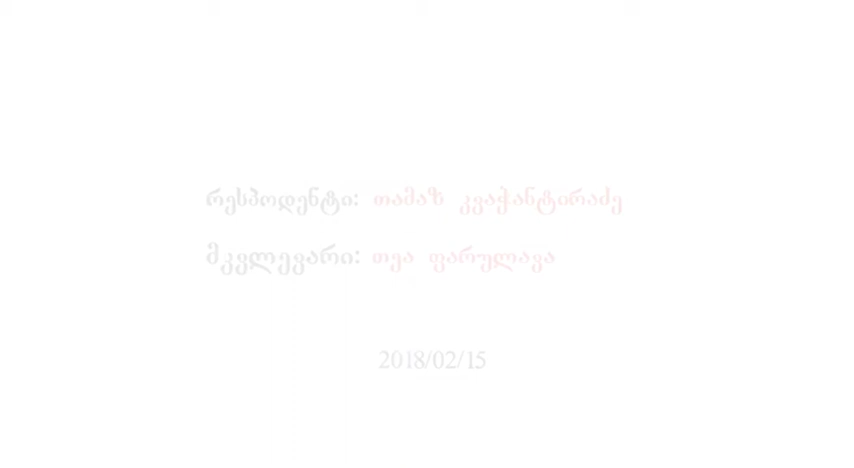 რესპოდენტი: თამაზ კვაჭანტირაძე
მკვლევარი: თეა ფარულავა
2018/02/15